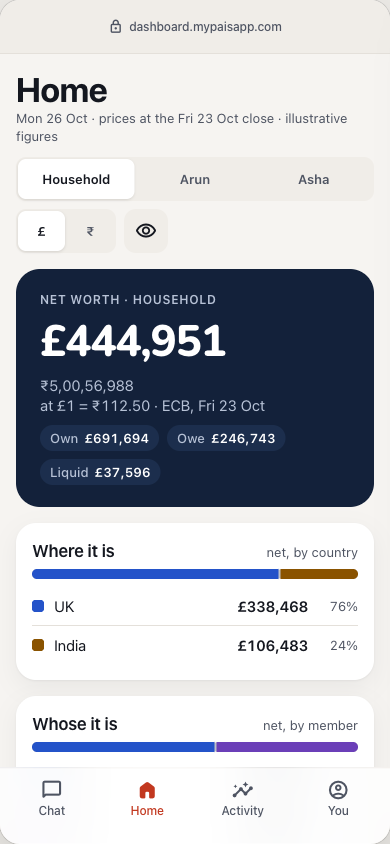 dashboard.mypaisapp.com
Home
Mon 26 Oct · prices at the Fri 23 Oct close · illustrative
figures
Household Arun Asha
£ ₹
NET WORTH · HOUSEHOLD
£444,951
₹5,00,56,988
at £1 = ₹112.50 · ECB, Fri 23 Oct
Own £691,694 Owe £246,743
Liquid £37,596
Where it is net, by country
UK £338,468 76%
India £106,483 24%
Whose it is net, by member
Chat Home Activity You